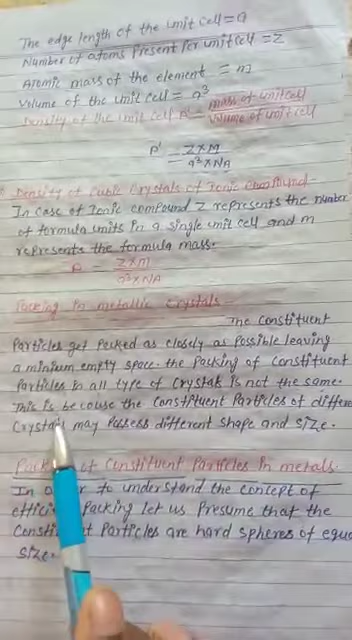 The edge length of the unit cell = a
Number of atoms Present Per unit cell = Z
Atomic mass of the element = m
Volume of the unit cell = a³
Density of the unit cell = mass of unit cell
Volume of unit cell
= Z×M
a³×NA
Density of Cubic Crystals of Ionic Compound-
In case of Ionic compound Z represents the number
of formula units in a single unit cell and m
represents the formula mass.
= Z×M
a³×NA
Packing In metallic Crystals-
The Constituent
Particles get Packed as closely as Possible leaving
a minium empty space. the Packing of Constituent
Particles in all type of Crystals is not the same.
This is because the Constituent Particles of
Crystals may Possess different shape and size.
of Constituent Particles in metals-
In to understand the concept of
Packing let us Presume that the
Particles are hard spheres of
size.